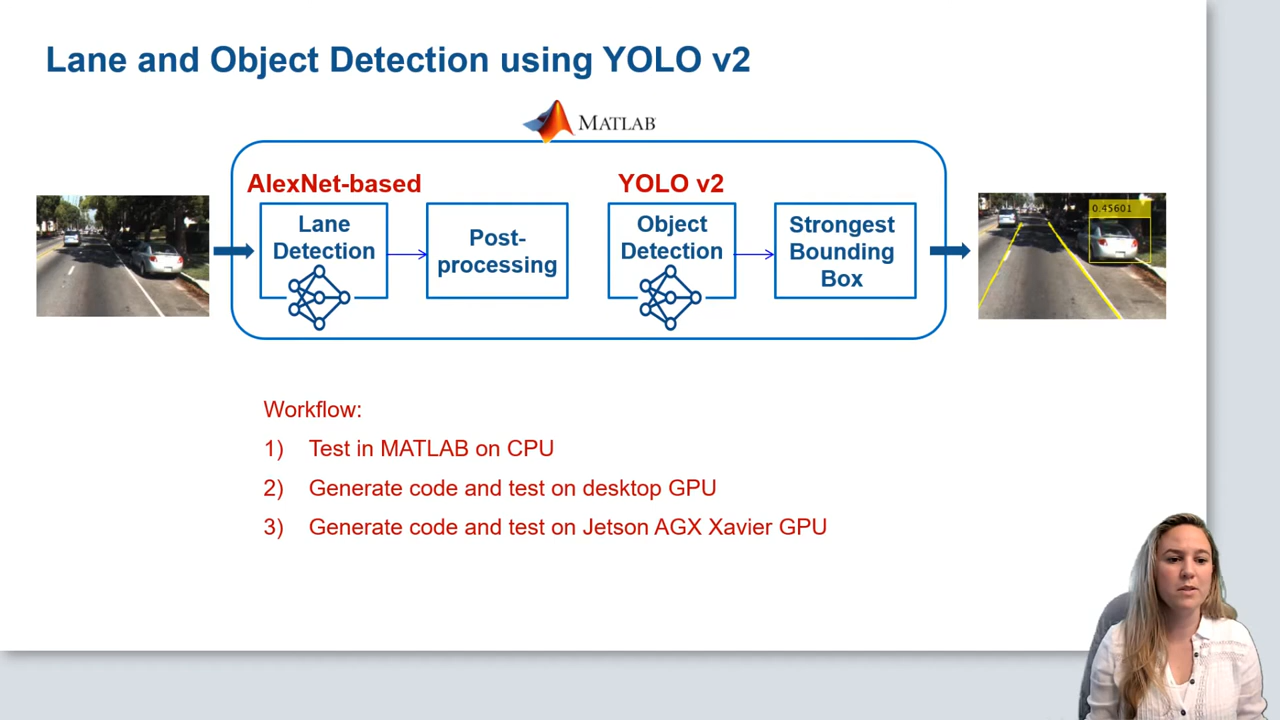 Lane and Object Detection using YOLO v2
MATLAB
AlexNet-based
YOLO v2
Lane
Detection
Post-
processing
Object
Detection
Strongest
Bounding
Box
0.45601
Workflow:
1) Test in MATLAB on CPU
2) Generate code and test on desktop GPU
3) Generate code and test on Jetson AGX Xavier GPU